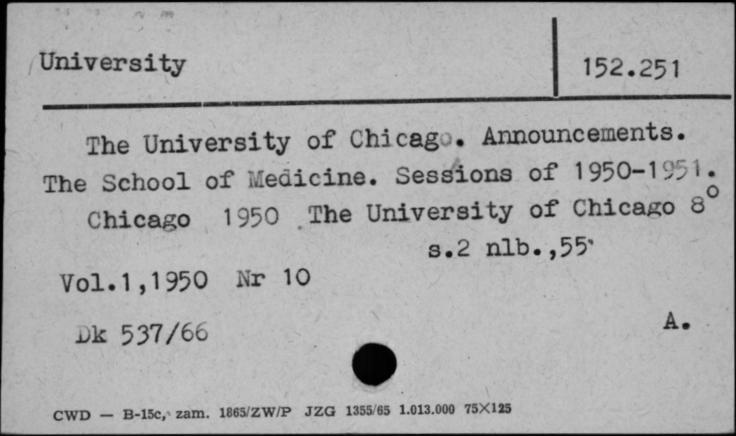 University 152.251
The University of Chicago. Announcements.
The School of Medicine. Sessions of 1950-1951.
Chicago 1950 The University of Chicago 8°
s.2 nlb.,55
Vol.1,1950 Nr 10
Dk 537/66 A.
CWD — B-15c, zam. 1865/ZW/P JZG 1355/65 1.013.000 75X125